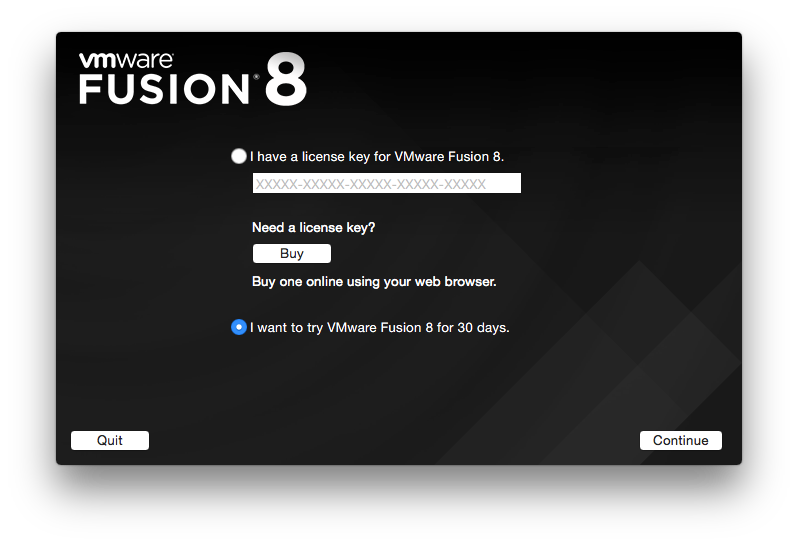 vmware
FUSION® 8
I have a license key for VMware Fusion 8.
XXXXX-XXXXX-XXXXX-XXXXX-XXXXX
Need a license key?
Buy
Buy one online using your web browser.
I want to try VMware Fusion 8 for 30 days.
Quit
Continue